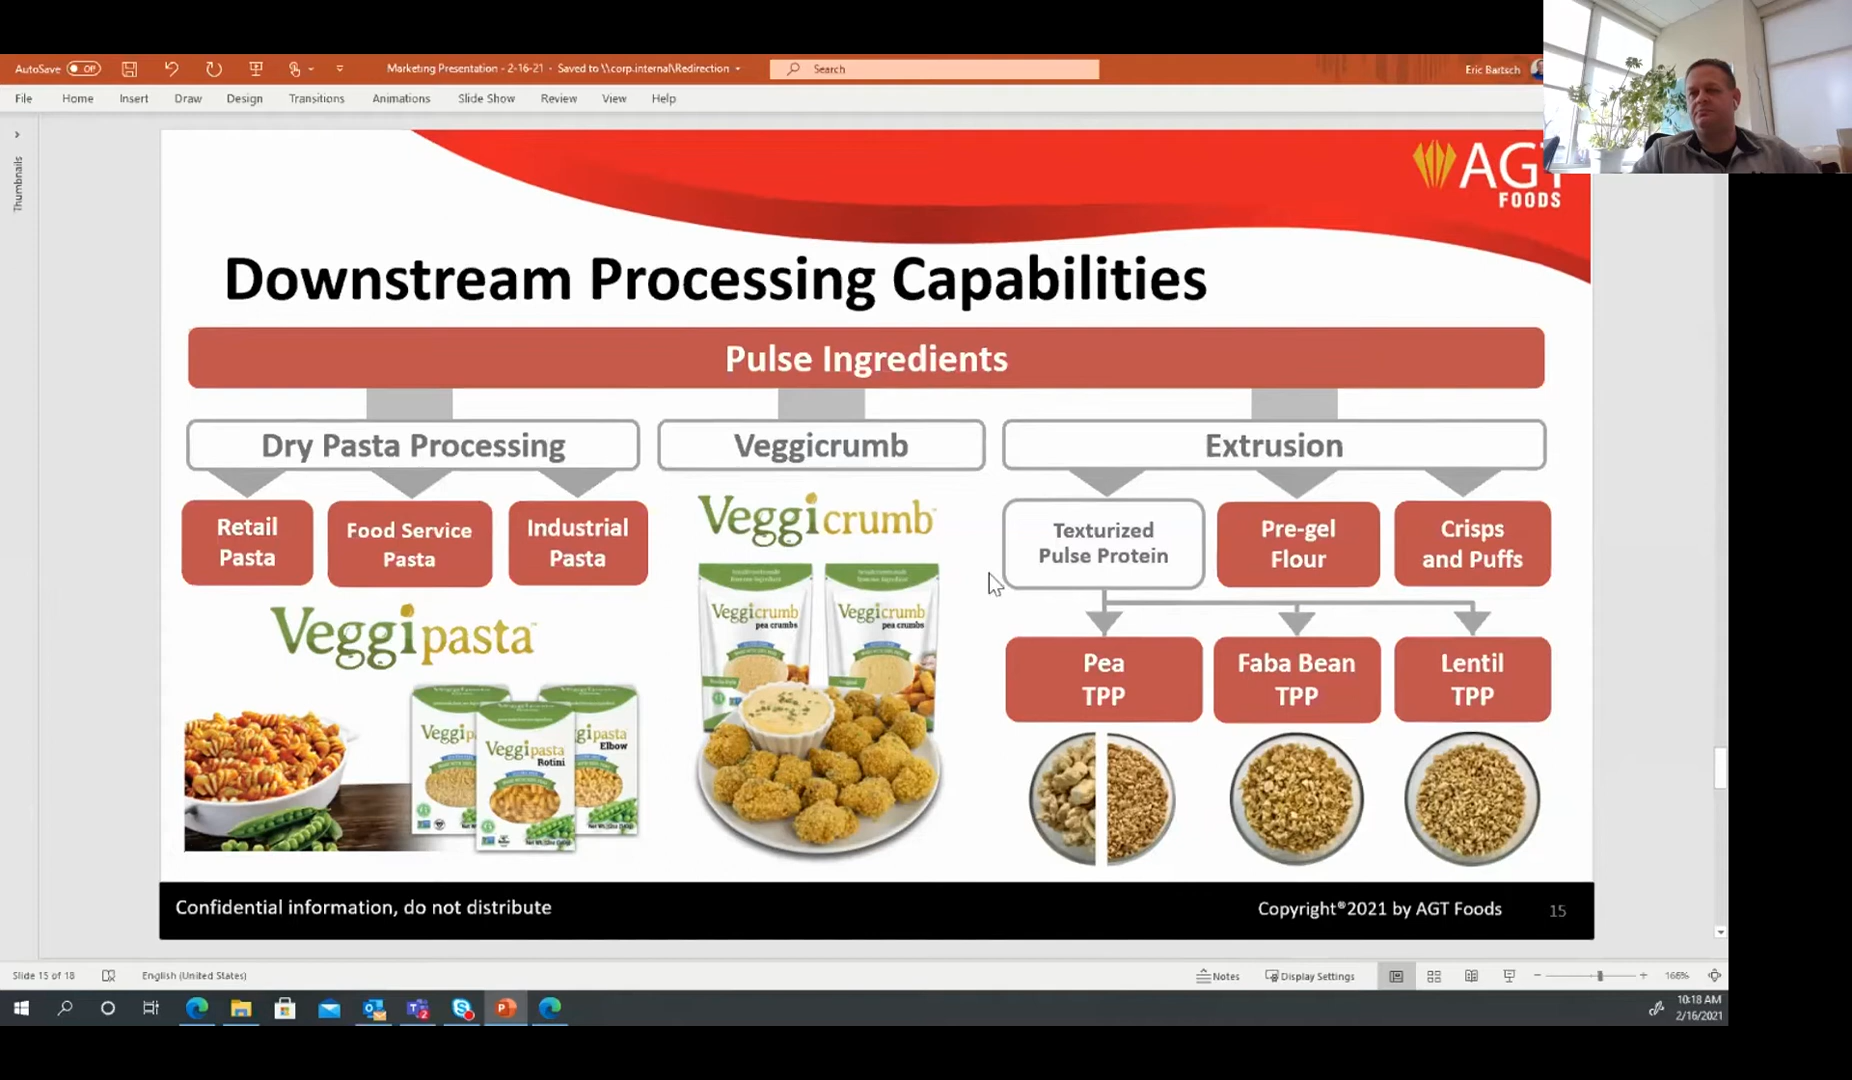 AutoSave Off
Marketing Presentation - 2-16-21 • Saved to \\corp.internal\Redirection
Search
Eric Bartsch
File Home Insert Draw Design Transitions Animations Slide Show Review View Help
Thumbnails
AGT
FOODS
Downstream Processing Capabilities
Pulse Ingredients
Dry Pasta Processing
Veggicrumb
Extrusion
Retail
Pasta
Food Service
Pasta
Industrial
Pasta
Veggicrumb
Texturized
Pulse Protein
Pre-gel
Flour
Crisps
and Puffs
Veggipasta™
Veggicrumb
pea crumbs
Veggicrumb
pea crumbs
Pea
TPP
Faba Bean
TPP
Lentil
TPP
Veggipasta
Rotini
Elbow
Confidential information, do not distribute
Copyright®2021 by AGT Foods
15
Slide 15 of 18
English (United States)
Notes
Display Settings
166%
10:18 AM
2/16/2021